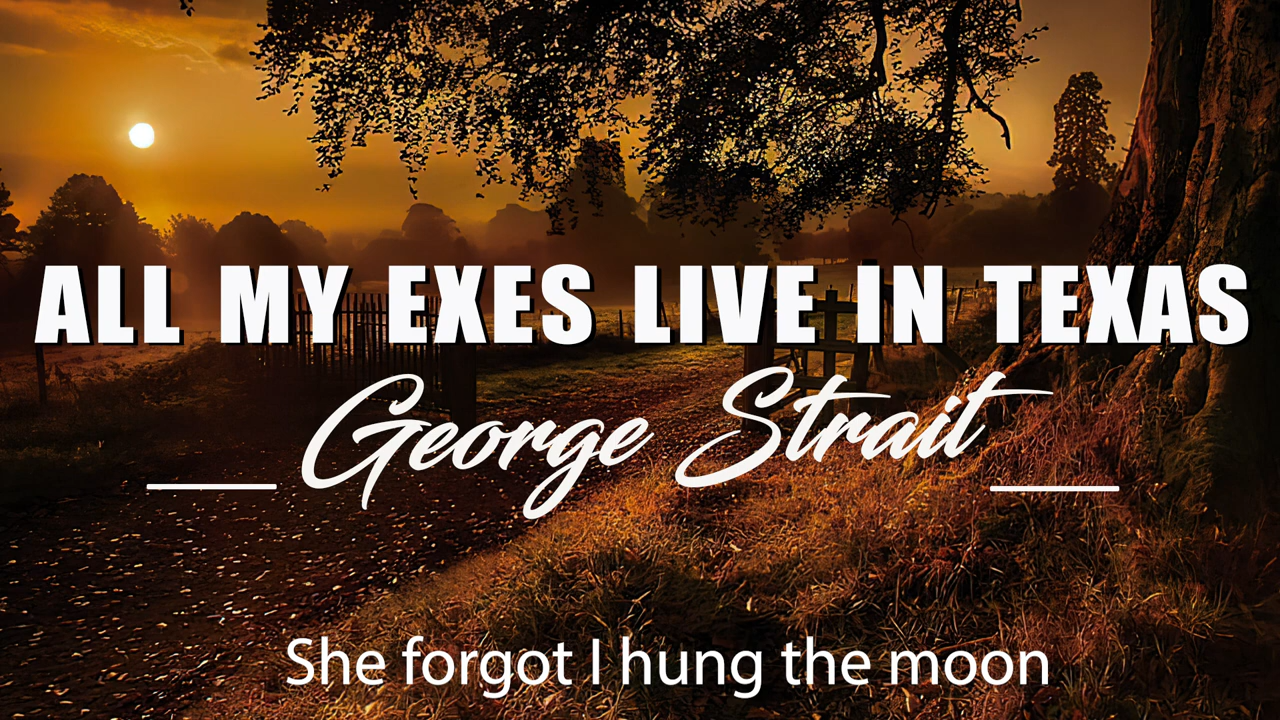 ALL MY EXES LIVE IN TEXAS
George Strait
She forgot I hung the moon